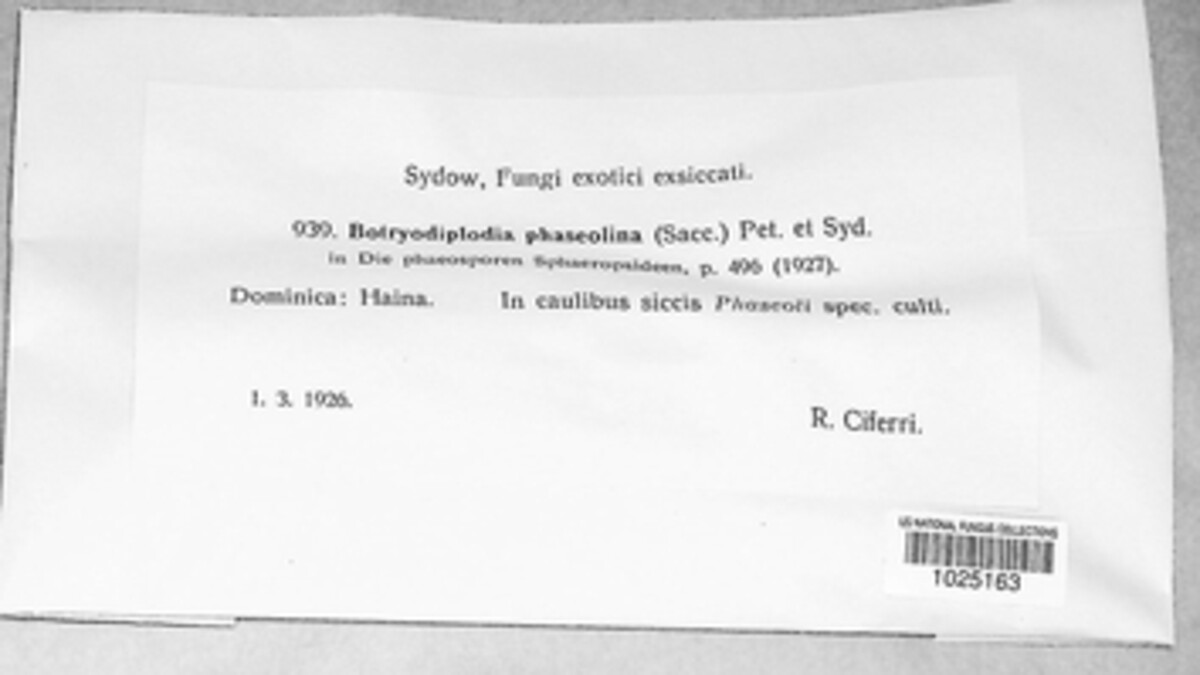 Sydow, Fungi exotici exsiccati.
939. Botryodiplodia phaseolina (Sacc.) Pet. et Syd.
in Die phaeosporen Sphaeropsideen, p. 496 (1927).
Dominica: Haina. In caulibus siccis Phaseoli spec. culti.
1. 3. 1926.
R. Ciferri.
US NATIONAL FUNGUS COLLECTIONS
1025163